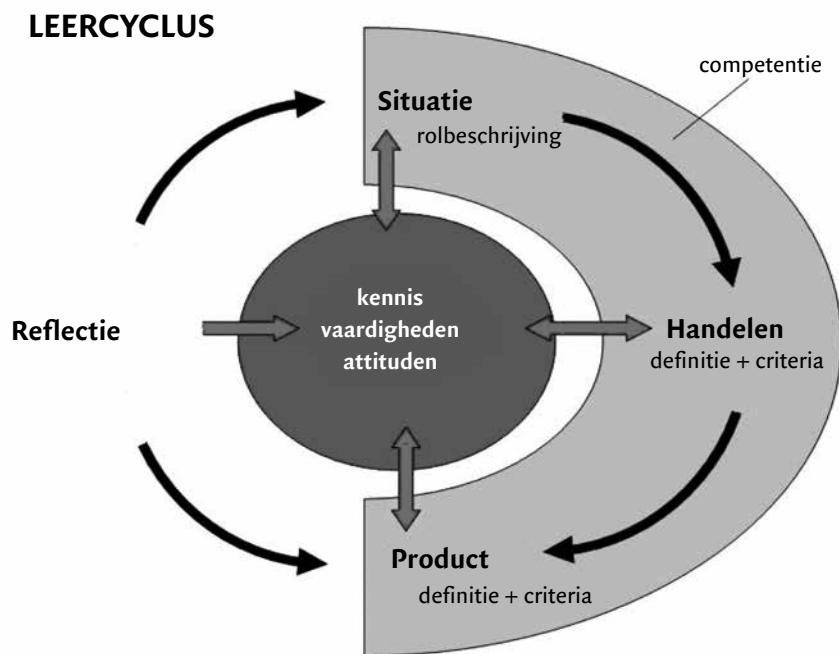 LEERCYCLUS
competentie
Situatie
rolbeschrijving
kennis
vaardigheden
attituden
Reflectie
Handelen
definitie + criteria
Product
definitie + criteria